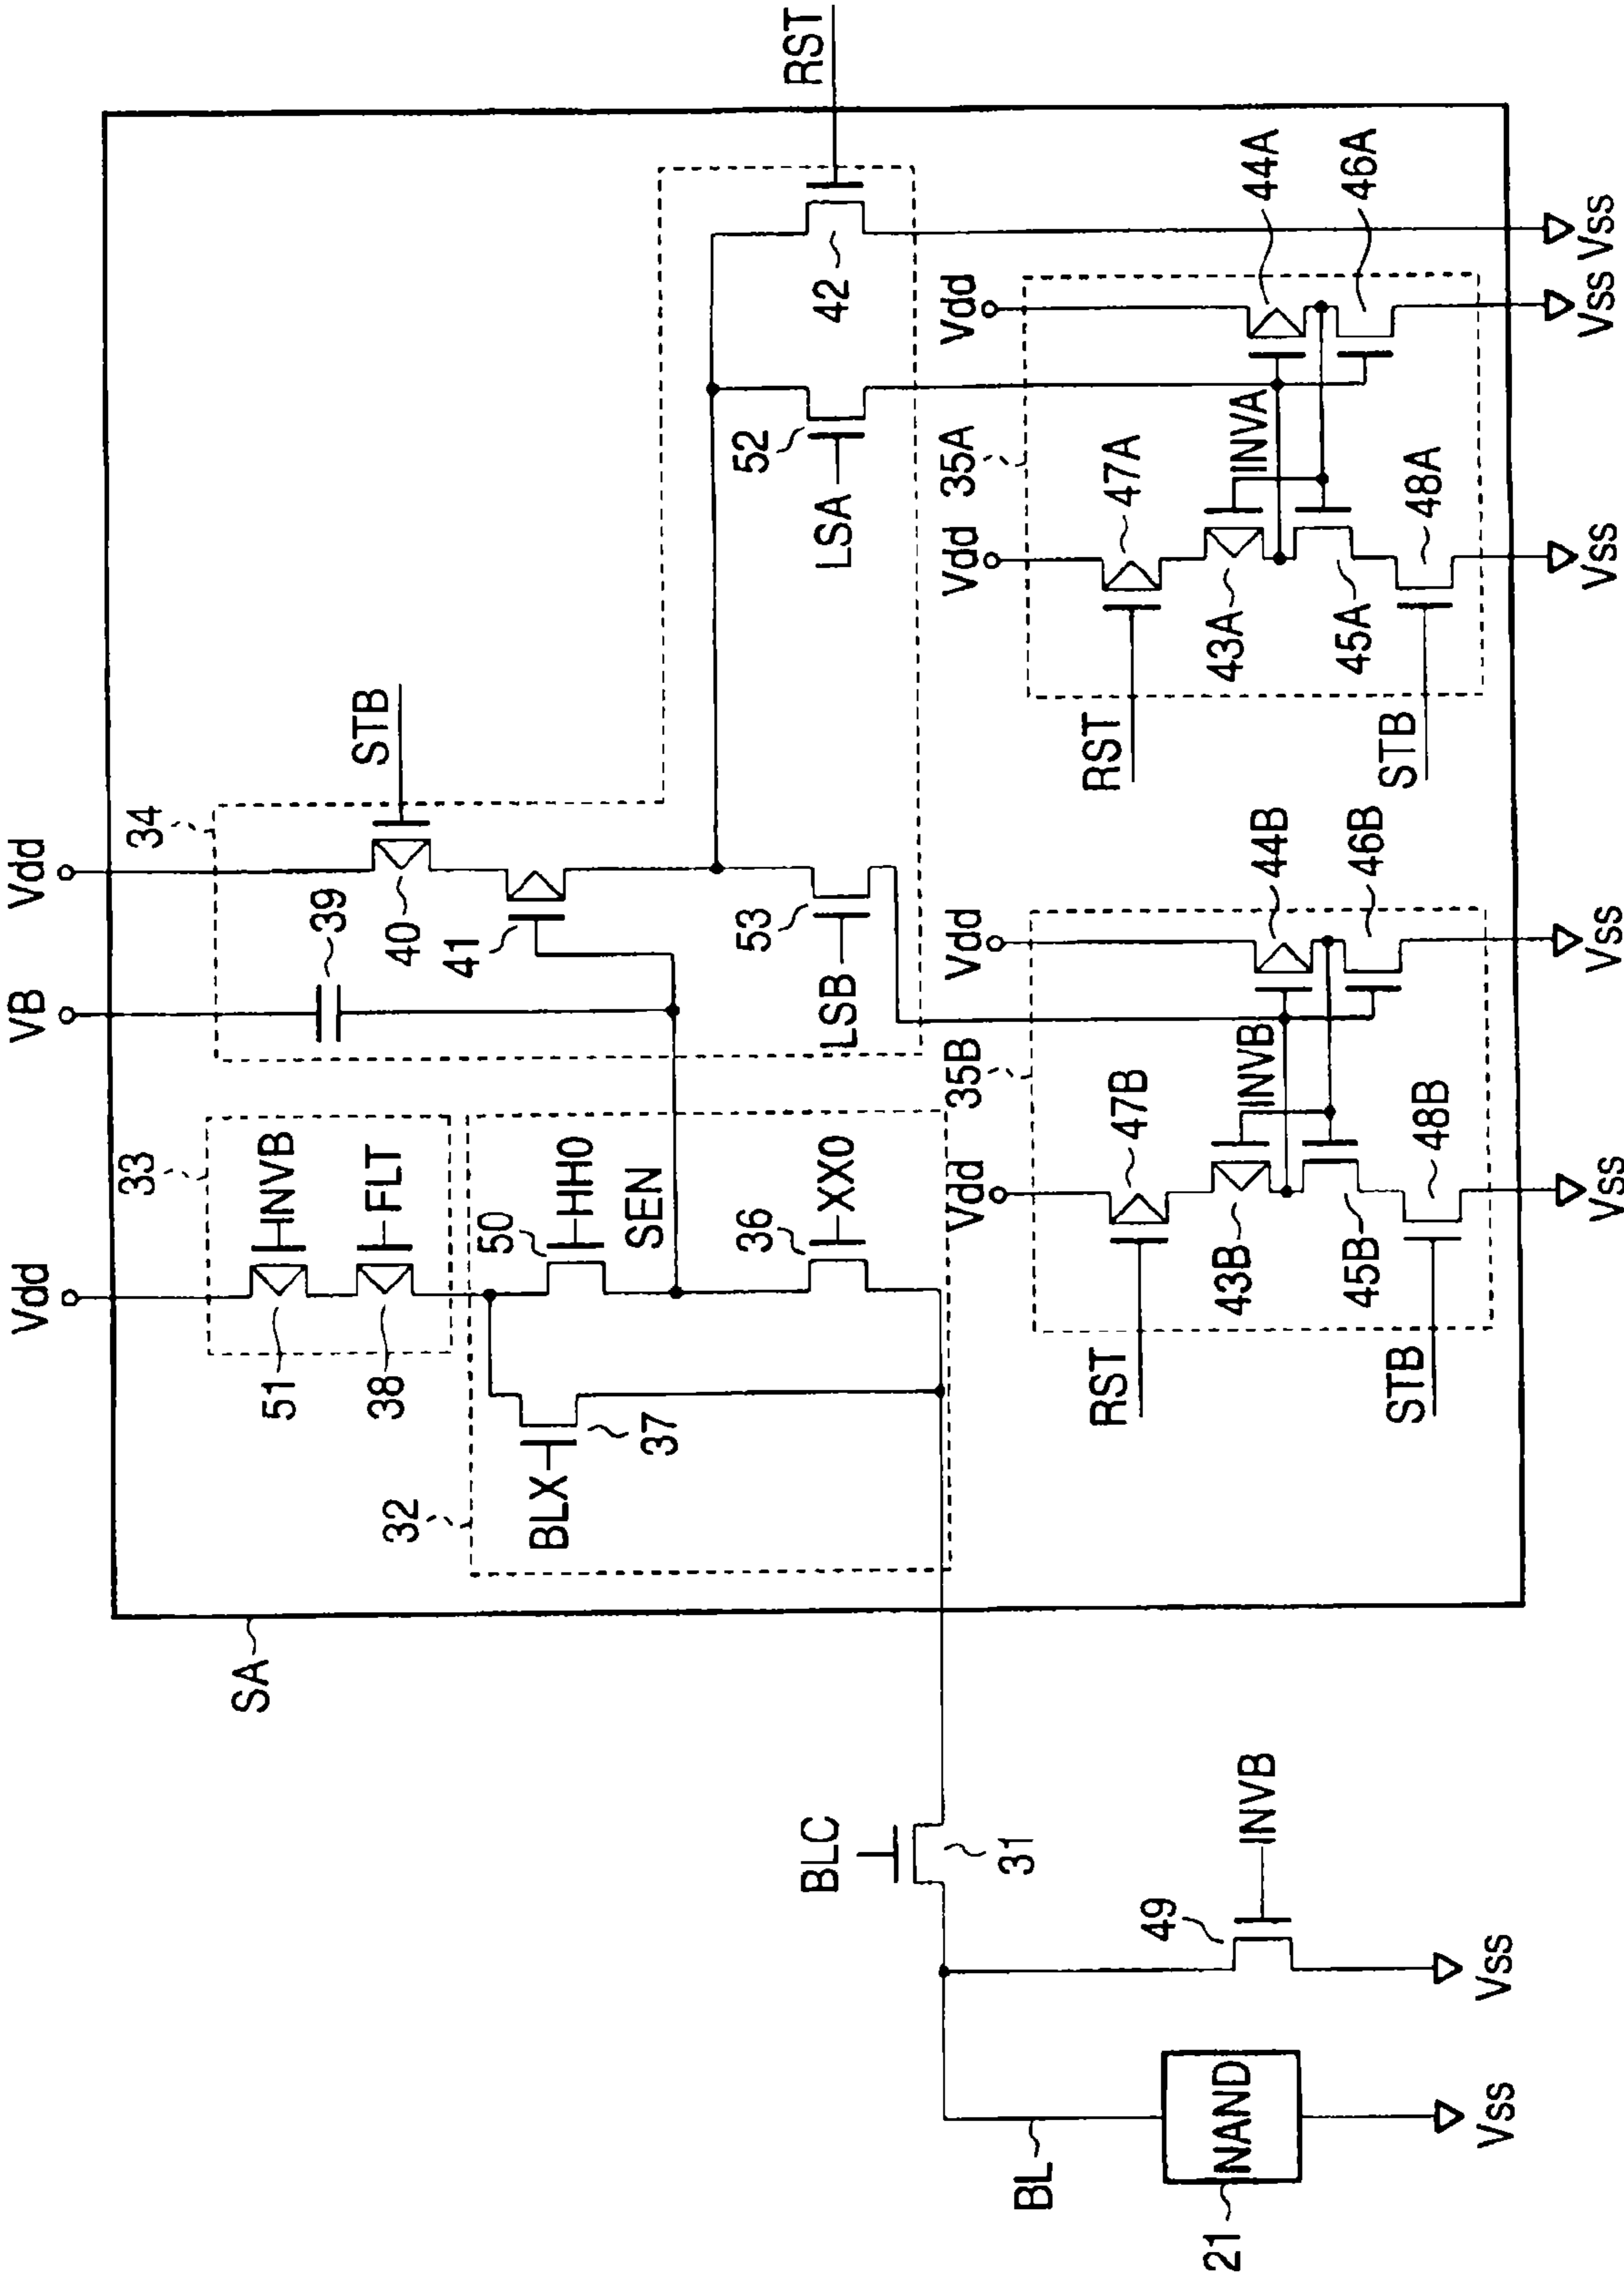 Vdd
VB
Vdd
33
INVB
51
FLT
38
39
34
STB
40
41
32
BLX
37
50
HH0
SEN
36
XX0
53
LSB
52
LSA
42
RST
SA
BLC
31
BL
NAND
21
Vss
49
INVB
Vss
35B
Vdd
Vdd
RST
47B
INVB
44B
43B
46B
45B
STB
48B
Vss
Vss
35A
Vdd
Vdd
RST
47A
INVA
44A
43A
46A
45A
STB
48A
Vss
Vss
Vss